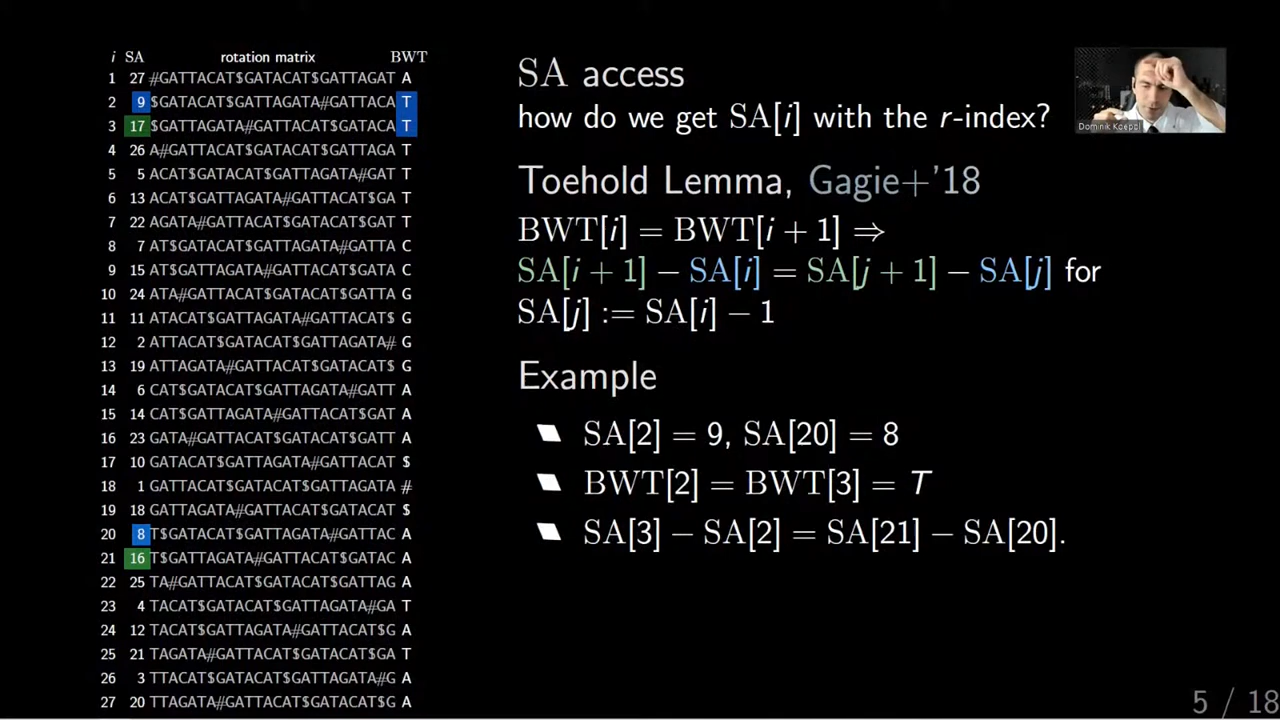 i SA rotation matrix BWT
1 27 #GATTACAT$GATACAT$GATTAGAT A
2 9 $GATACAT$GATTAGATA#GATTACA T
3 17 $GATTAGATA#GATTACAT$GATACA T
4 26 A#GATTACAT$GATACAT$GATTAGA T
5 5 ACAT$GATACAT$GATTAGATA#GAT T
6 13 ACAT$GATTAGATA#GATTACAT$GAT T
7 22 AGATA#GATTACAT$GATACAT$GAT T
8 7 AT$GATACAT$GATTAGATA#GATTA C
9 15 AT$GATTAGATA#GATTACAT$GATA C
10 24 ATA#GATTACAT$GATACAT$GATTA G
11 11 ATACAT$GATTAGATA#GATTACAT$ G
12 2 ATTACAT$GATACAT$GATTAGATA# G
13 19 ATTAGATA#GATTACAT$GATACAT$ G
14 6 CAT$GATACAT$GATTAGATA#GATT A
15 14 CAT$GATTAGATA#GATTACAT$GAT A
16 23 GATA#GATTACAT$GATACAT$GATT A
17 10 GATACAT$GATTAGATA#GATTACAT $
18 1 GATTACAT$GATACAT$GATTAGATA #
19 18 GATTAGATA#GATTACAT$GATACAT $
20 8 T$GATACAT$GATTAGATA#GATTAC A
21 16 T$GATTAGATA#GATTACAT$GATAC A
22 25 TA#GATTACAT$GATACAT$GATTAG A
23 4 TACAT$GATACAT$GATTAGATA#GA T
24 12 TACAT$GATTAGATA#GATTACAT$G A
25 21 TAGATA#GATTACAT$GATACAT$GA T
26 3 TTACAT$GATACAT$GATTAGATA#G A
27 20 TTAGATA#GATTACAT$GATACAT$G A
SA access
how do we get SA[i] with the r-index?
Toehold Lemma, Gagie+'18
BWT[i] = BWT[i + 1] ⇒
SA[i + 1] − SA[i] = SA[j + 1] − SA[j] for
SA[j] := SA[i] − 1
Example
SA[2] = 9, SA[20] = 8
BWT[2] = BWT[3] = T
SA[3] − SA[2] = SA[21] − SA[20].
Dominik Koeppl
5 / 18